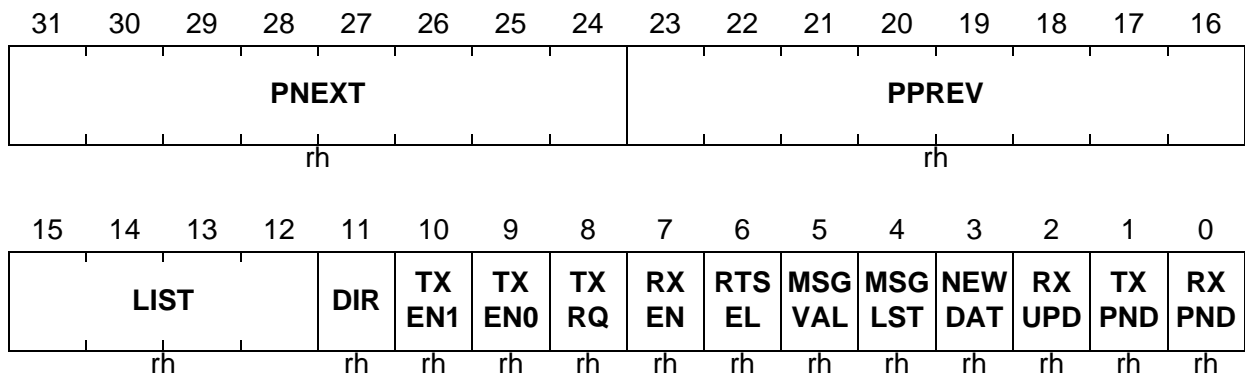 31 30 29 28 27 26 25 24 23 22 21 20 19 18 17 16
PNEXT PPREV
rh rh
15 14 13 12 11 10 9 8 7 6 5 4 3 2 1 0
LIST DIR TX EN1 TX EN0 TX RQ RX EN RTS EL MSG VAL MSG LST NEW DAT RX UPD TX PND RX PND
rh rh rh rh rh rh rh rh rh rh rh rh rh